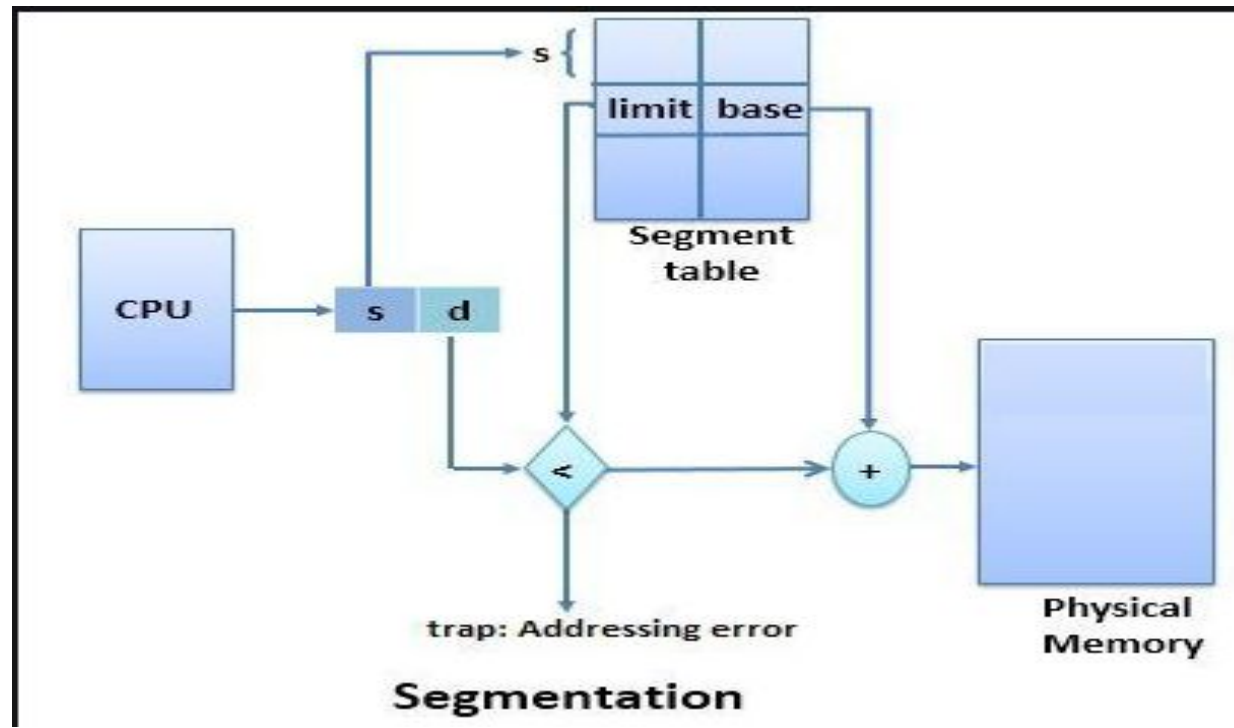 s {
limit base
Segment
table
CPU
s d
<
+
trap: Addressing error
Physical
Memory
Segmentation